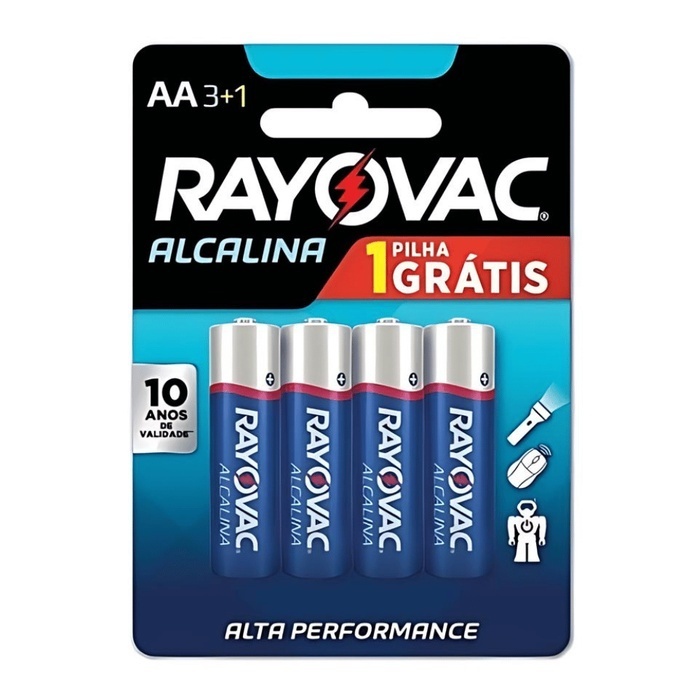 AA 3+1
RAYOVAC
ALCALINA
1 PILHA
GRÁTIS
10
ANOS
DE
VALIDADE
RAYOVAC
ALCALINA
RAYOVAC
ALCALINA
RAYOVAC
ALCALINA
RAYOVAC
ALCALINA
ALTA PERFORMANCE